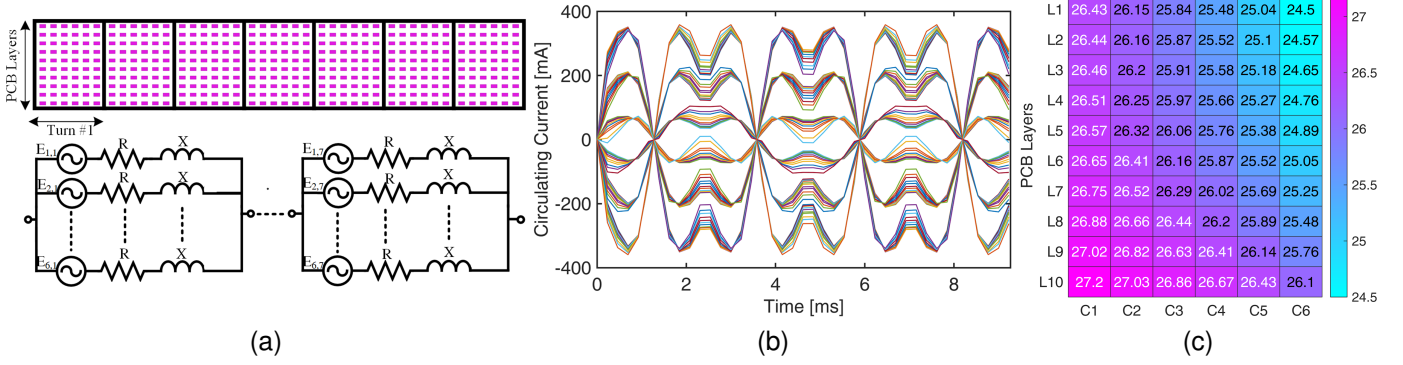 PCB Layers
Turn #1
E1,1 R X
E2,1 R X
E6,1 R X
E1,7 R X
E2,7 R X
E6,7 R X
(a)
Circulating Current [mA]
400
200
0
-200
-400
0 2 4 6 8
Time [ms]
(b)
PCB Layers
L1 26.43 26.15 25.84 25.48 25.04 24.5
L2 26.44 26.16 25.87 25.52 25.1 24.57
L3 26.46 26.2 25.91 25.58 25.18 24.65
L4 26.51 26.25 25.97 25.66 25.27 24.76
L5 26.57 26.32 26.06 25.76 25.38 24.89
L6 26.65 26.41 26.16 25.87 25.52 25.05
L7 26.75 26.52 26.29 26.02 25.69 25.25
L8 26.88 26.66 26.44 26.2 25.89 25.48
L9 27.02 26.82 26.63 26.41 26.14 25.76
L10 27.2 27.03 26.86 26.67 26.43 26.1
C1 C2 C3 C4 C5 C6
27
26.5
26
25.5
25
24.5
(c)